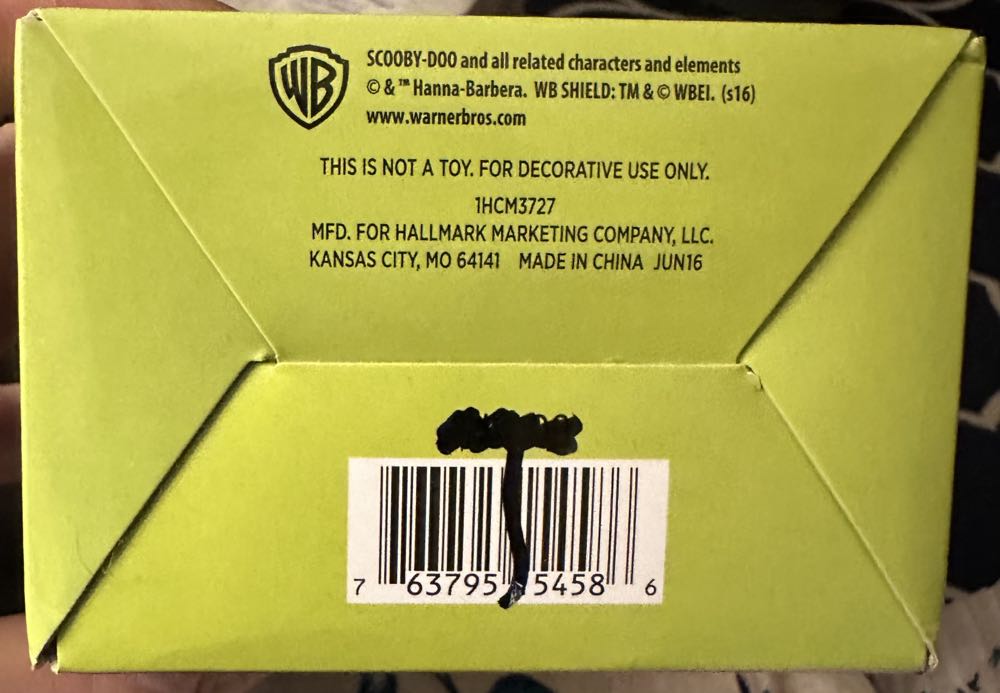 WB
SCOOBY-DOO and all related characters and elements
© & ™ Hanna-Barbera. WB SHIELD: TM & © WBEI. (s16)
www.warnerbros.com
THIS IS NOT A TOY. FOR DECORATIVE USE ONLY.
1HCM3727
MFD. FOR HALLMARK MARKETING COMPANY, LLC.
KANSAS CITY, MO 64141 MADE IN CHINA JUN16
7 63795 5458 6